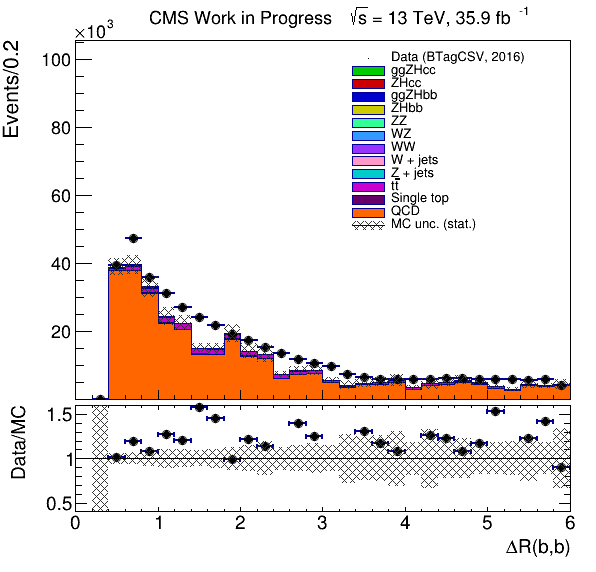 CMS Work in Progress √s = 13 TeV, 35.9 fb⁻¹
×10³
Events/0.2
100
80
60
40
20
Data (BTagCSV, 2016)
ggZHcc
ZHcc
ggZHbb
ZHbb
ZZ
WZ
WW
W + jets
Z + jets
tt̅
Single top
QCD
MC unc. (stat.)
Data/MC
1.5
1
0.5
0 1 2 3 4 5 6
ΔR(b,b)